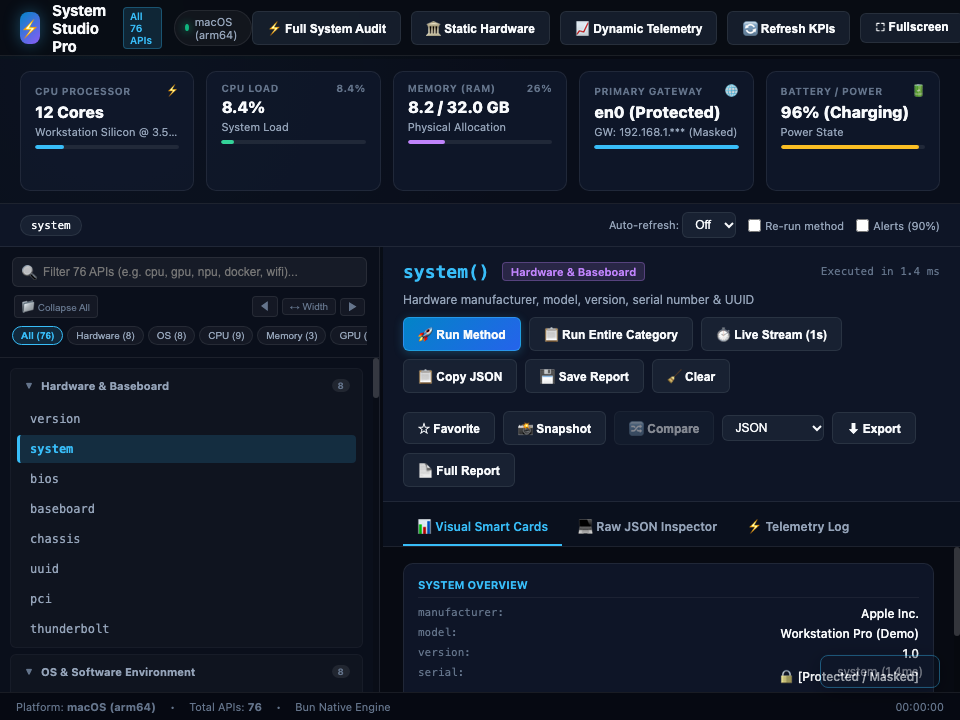 System
Studio
Pro
All
76
APIs
macOS
(arm64)
⚡ Full System Audit
🏛️ Static Hardware
📈 Dynamic Telemetry
🔄 Refresh KPIs
⛶ Fullscreen
CPU PROCESSOR
12 Cores
Workstation Silicon @ 3.5...
CPU LOAD 8.4%
8.4%
System Load
MEMORY (RAM) 26%
8.2 / 32.0 GB
Physical Allocation
PRIMARY GATEWAY
en0 (Protected)
GW: 192.168.1.*** (Masked)
BATTERY / POWER
96% (Charging)
Power State
system
Auto-refresh: Off
Re-run method
Alerts (90%)
Filter 76 APIs (e.g. cpu, gpu, npu, docker, wifi)...
Collapse All
◀ ↔ Width ▶
All (76) Hardware (8) OS (8) CPU (9) Memory (3) GPU (
▼ Hardware & Baseboard 8
version
system
bios
baseboard
chassis
uuid
pci
thunderbolt
▼ OS & Software Environment 8
system() Hardware & Baseboard Executed in 1.4 ms
Hardware manufacturer, model, version, serial number & UUID
🚀 Run Method 📋 Run Entire Category ⏱️ Live Stream (1s)
📋 Copy JSON 💾 Save Report 🧹 Clear
☆ Favorite 📸 Snapshot 🔀 Compare JSON ⬇ Export
📄 Full Report
📊 Visual Smart Cards 💻 Raw JSON Inspector ⚡ Telemetry Log
SYSTEM OVERVIEW
manufacturer: Apple Inc.
model: Workstation Pro (Demo)
version: 1.0
serial: 🔒 [Protected / Masked]
system (1.4ms)
Platform: macOS (arm64) • Total APIs: 76 • Bun Native Engine 00:00:00